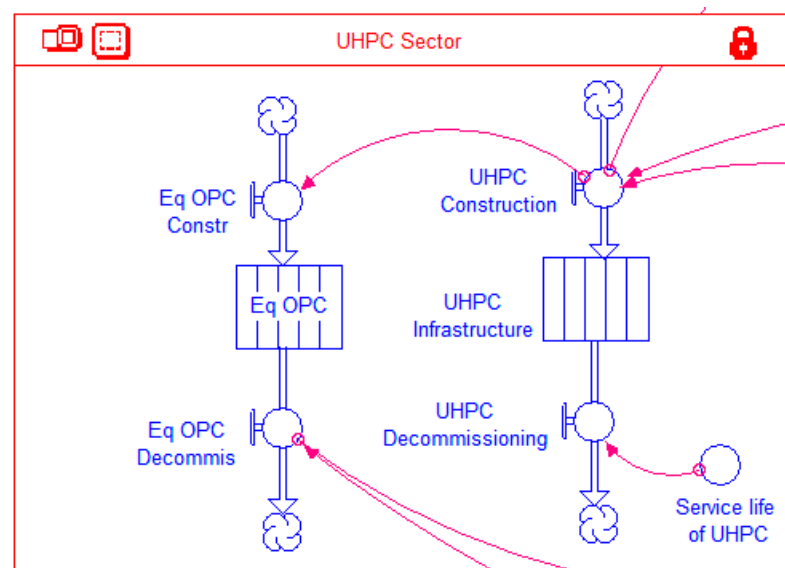 UHPC Sector
Eq OPC
Constr
UHPC
Construction
Eq OPC
UHPC
Infrastructure
Eq OPC
Decommis
UHPC
Decommissioning
Service life
of UHPC